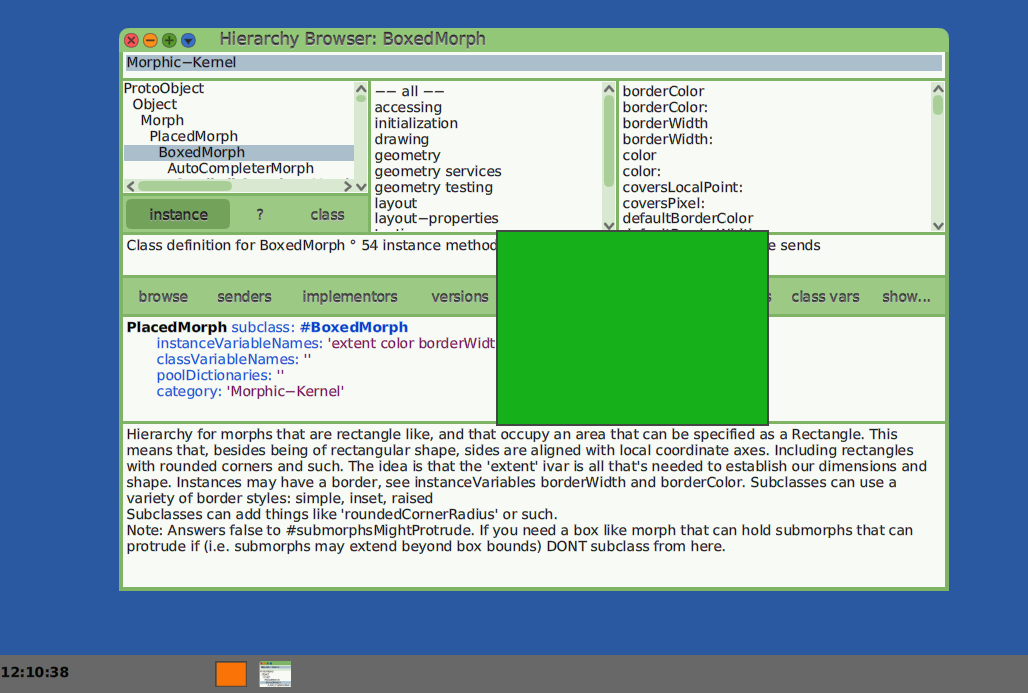 Hierarchy Browser: BoxedMorph
Morphic−Kernel
ProtoObject
Object
Morph
PlacedMorph
BoxedMorph
AutoCompleterMorph
instance ? class
−− all −−
accessing
initialization
drawing
geometry
geometry services
geometry testing
layout
layout−properties
borderColor
borderColor:
borderWidth
borderWidth:
color
color:
coversLocalPoint:
coversPixel:
defaultBorderColor
defaultBorderWidth
Class definition for BoxedMorph ° 54 instance method
sends
browse senders implementors versions class vars show...
PlacedMorph subclass: #BoxedMorph
instanceVariableNames: 'extent color borderWidt
classVariableNames: ''
poolDictionaries: ''
category: 'Morphic−Kernel'
Hierarchy for morphs that are rectangle like, and that occupy an area that can be specified as a Rectangle. This
means that, besides being of rectangular shape, sides are aligned with local coordinate axes. Including rectangles
with rounded corners and such. The idea is that the 'extent' ivar is all that's needed to establish our dimensions and
shape. Instances may have a border, see instanceVariables borderWidth and borderColor. Subclasses can use a
variety of border styles: simple, inset, raised
Subclasses can add things like 'roundedCornerRadius' or such.
Note: Answers false to #submorphsMightProtrude. If you need a box like morph that can hold submorphs that can
protrude if (i.e. submorphs may extend beyond box bounds) DONT subclass from here.
12:10:38